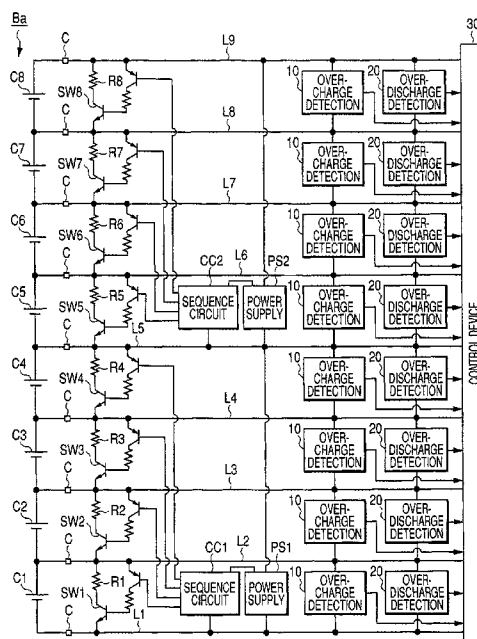 Ba
30
C
L9
C8
R8
10
OVER-CHARGE DETECTION
20
OVER-DISCHARGE DETECTION
SW8
C
L8
C7
R7
10
OVER-CHARGE DETECTION
20
OVER-DISCHARGE DETECTION
SW7
C
L7
C6
R6
10
OVER-CHARGE DETECTION
20
OVER-DISCHARGE DETECTION
SW6
CC2
L6
PS2
C
C5
R5
SEQUENCE CIRCUIT
POWER SUPPLY
10
OVER-CHARGE DETECTION
20
OVER-DISCHARGE DETECTION
SW5
L5
C
CONTROL DEVICE
C4
R4
10
OVER-CHARGE DETECTION
20
OVER-DISCHARGE DETECTION
SW4
C
L4
C3
R3
10
OVER-CHARGE DETECTION
20
OVER-DISCHARGE DETECTION
SW3
C
L3
C2
R2
10
OVER-CHARGE DETECTION
20
OVER-DISCHARGE DETECTION
SW2
CC1
L2
PS1
C
C1
R1
SEQUENCE CIRCUIT
POWER SUPPLY
10
OVER-CHARGE DETECTION
20
OVER-DISCHARGE DETECTION
SW1
C
L1